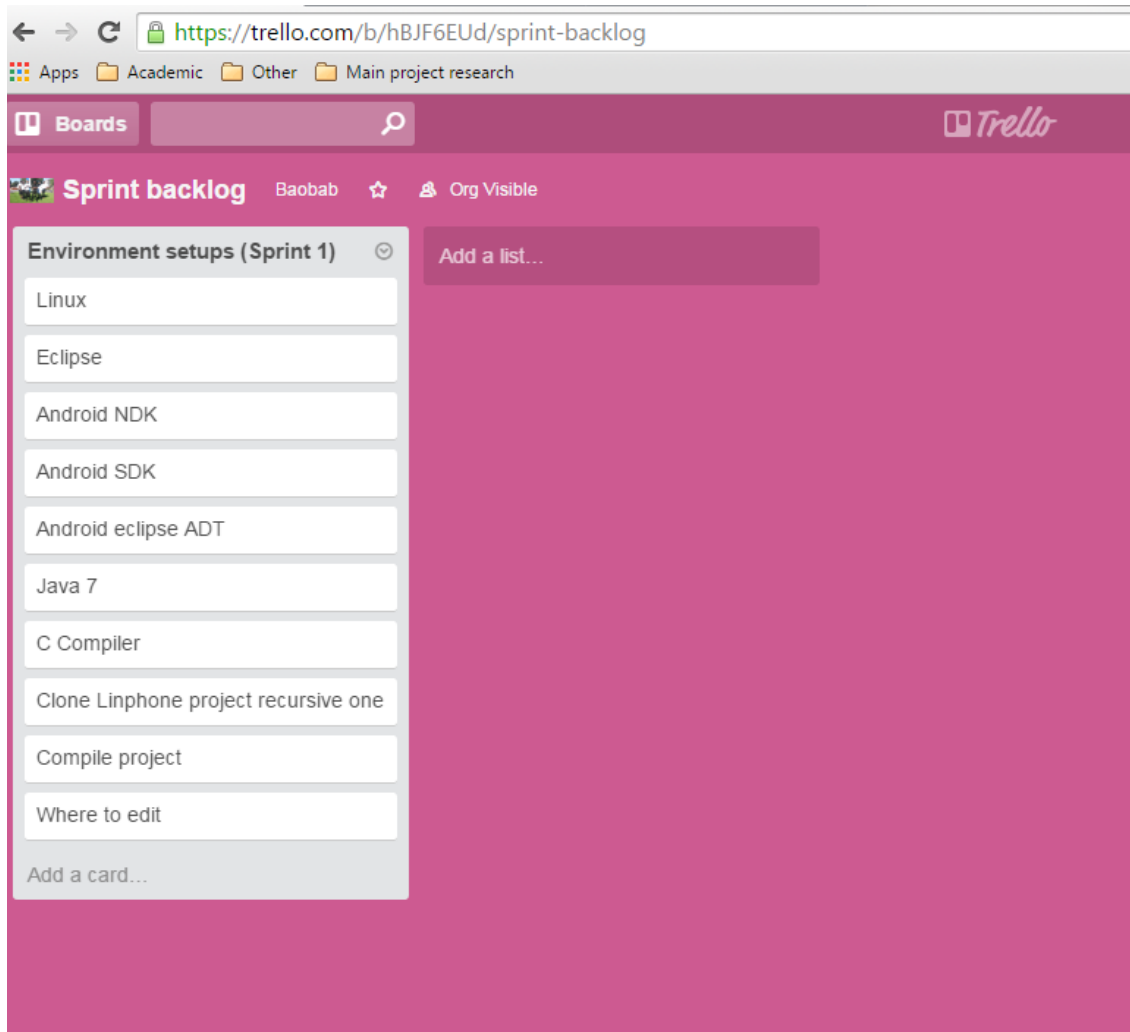 https://trello.com/b/hBJF6EUd/sprint-backlog
Apps Academic Other Main project research
Boards Trello
Sprint backlog Baobab Org Visible
Environment setups (Sprint 1)
Add a list...
Linux
Eclipse
Android NDK
Android SDK
Android eclipse ADT
Java 7
C Compiler
Clone Linphone project recursive one
Compile project
Where to edit
Add a card...